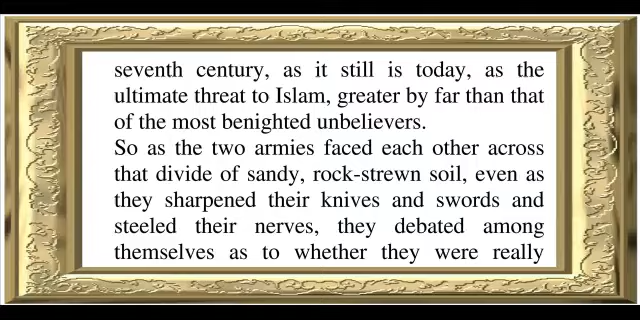 seventh century, as it still is today, as the
ultimate threat to Islam, greater by far than that
of the most benighted unbelievers.
So as the two armies faced each other across
that divide of sandy, rock-strewn soil, even as
they sharpened their knives and swords and
steeled their nerves, they debated among
themselves as to whether they were really